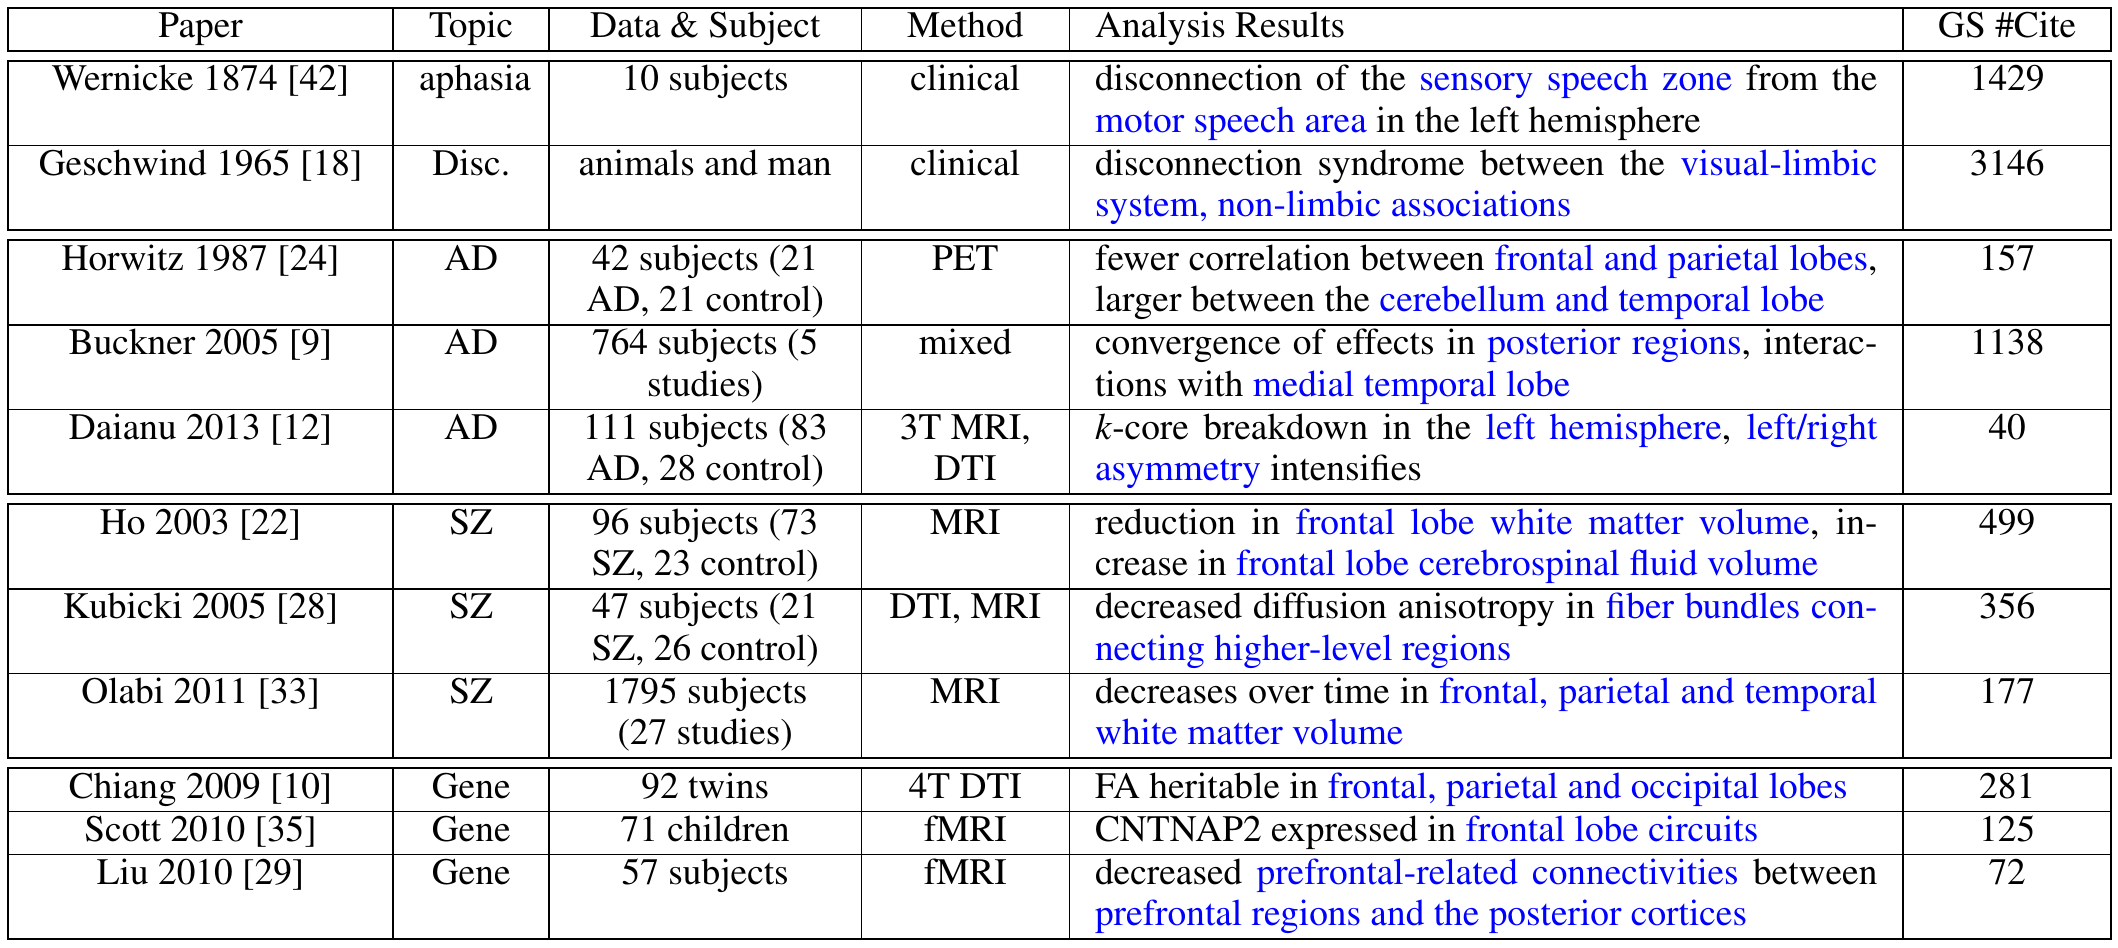 Paper Topic Data & Subject Method Analysis Results GS #Cite
Wernicke 1874 [42] aphasia 10 subjects clinical disconnection of the sensory speech zone from the 1429
motor speech area in the left hemisphere
Geschwind 1965 [18] Disc. animals and man clinical disconnection syndrome between the visual-limbic 3146
system, non-limbic associations
Horwitz 1987 [24] AD 42 subjects (21 PET fewer correlation between frontal and parietal lobes, 157
AD, 21 control) larger between the cerebellum and temporal lobe
Buckner 2005 [9] AD 764 subjects (5 mixed convergence of effects in posterior regions, interac- 1138
studies) tions with medial temporal lobe
Daianu 2013 [12] AD 111 subjects (83 3T MRI, k-core breakdown in the left hemisphere, left/right 40
AD, 28 control) DTI asymmetry intensifies
Ho 2003 [22] SZ 96 subjects (73 MRI reduction in frontal lobe white matter volume, in- 499
SZ, 23 control) crease in frontal lobe cerebrospinal fluid volume
Kubicki 2005 [28] SZ 47 subjects (21 DTI, MRI decreased diffusion anisotropy in fiber bundles con- 356
SZ, 26 control) necting higher-level regions
Olabi 2011 [33] SZ 1795 subjects MRI decreases over time in frontal, parietal and temporal 177
(27 studies) white matter volume
Chiang 2009 [10] Gene 92 twins 4T DTI FA heritable in frontal, parietal and occipital lobes 281
Scott 2010 [35] Gene 71 children fMRI CNTNAP2 expressed in frontal lobe circuits 125
Liu 2010 [29] Gene 57 subjects fMRI decreased prefrontal-related connectivities between 72
prefrontal regions and the posterior cortices